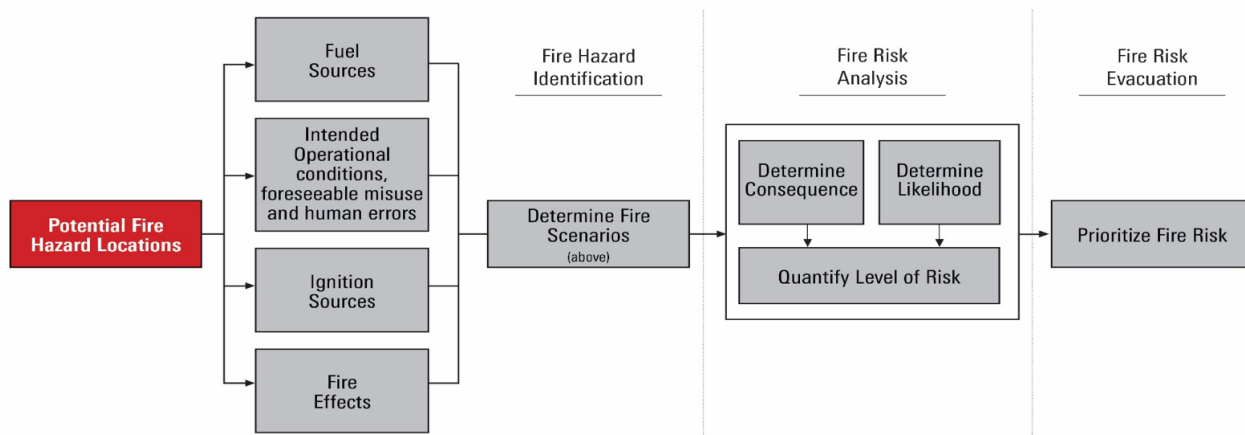 Fuel
Sources
Intended
Operational
conditions,
foreseeable misuse
and human errors
Potential Fire
Hazard Locations
Ignition
Sources
Fire
Effects
Fire Hazard
Identification
Determine Fire
Scenarios
(above)
Fire Risk
Analysis
Determine
Consequence
Determine
Likelihood
Quantify Level of Risk
Fire Risk
Evacuation
Prioritize Fire Risk